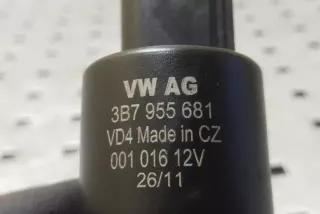 VW AG
3B7 955 681
VD4 Made in CZ
001 016 12V
26/11